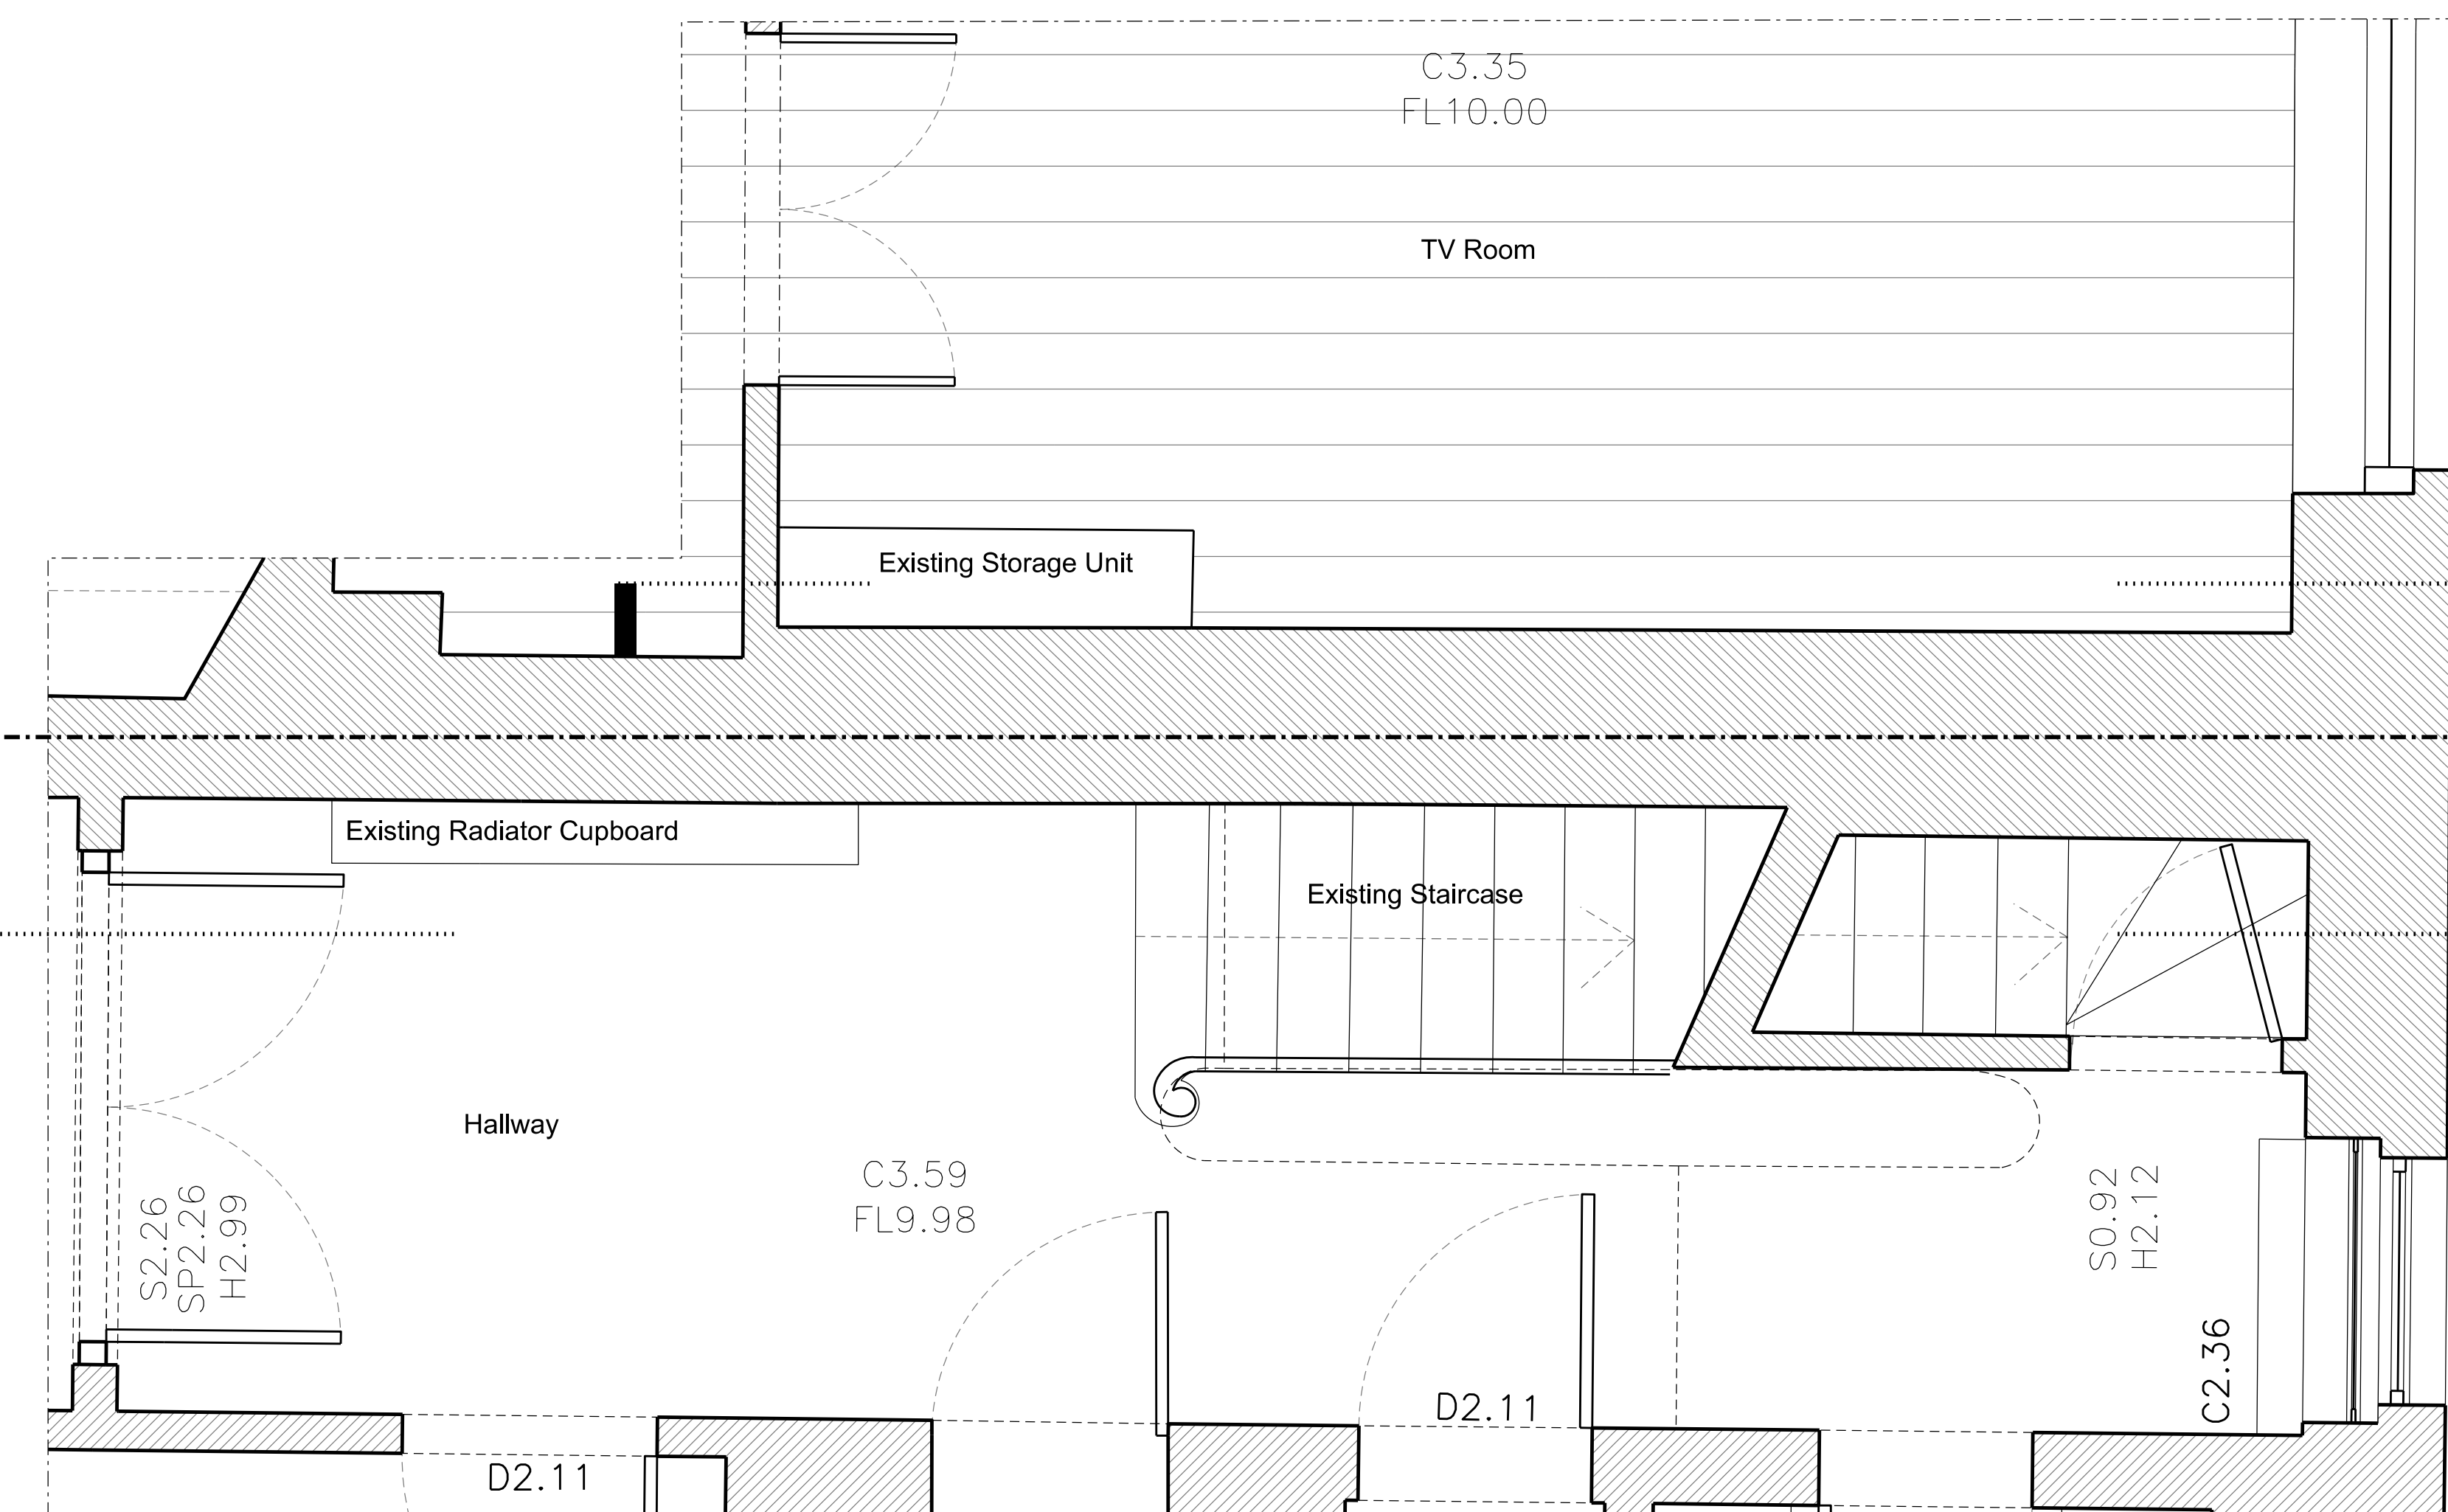 C3.35
FL10.00
TV Room
Existing Storage Unit
Existing Radiator Cupboard
Existing Staircase
Hallway
C3.59
FL9.98
S2.26
SP2.26
H2.99
S0.92
H2.12
C2.36
D2.11
D2.11